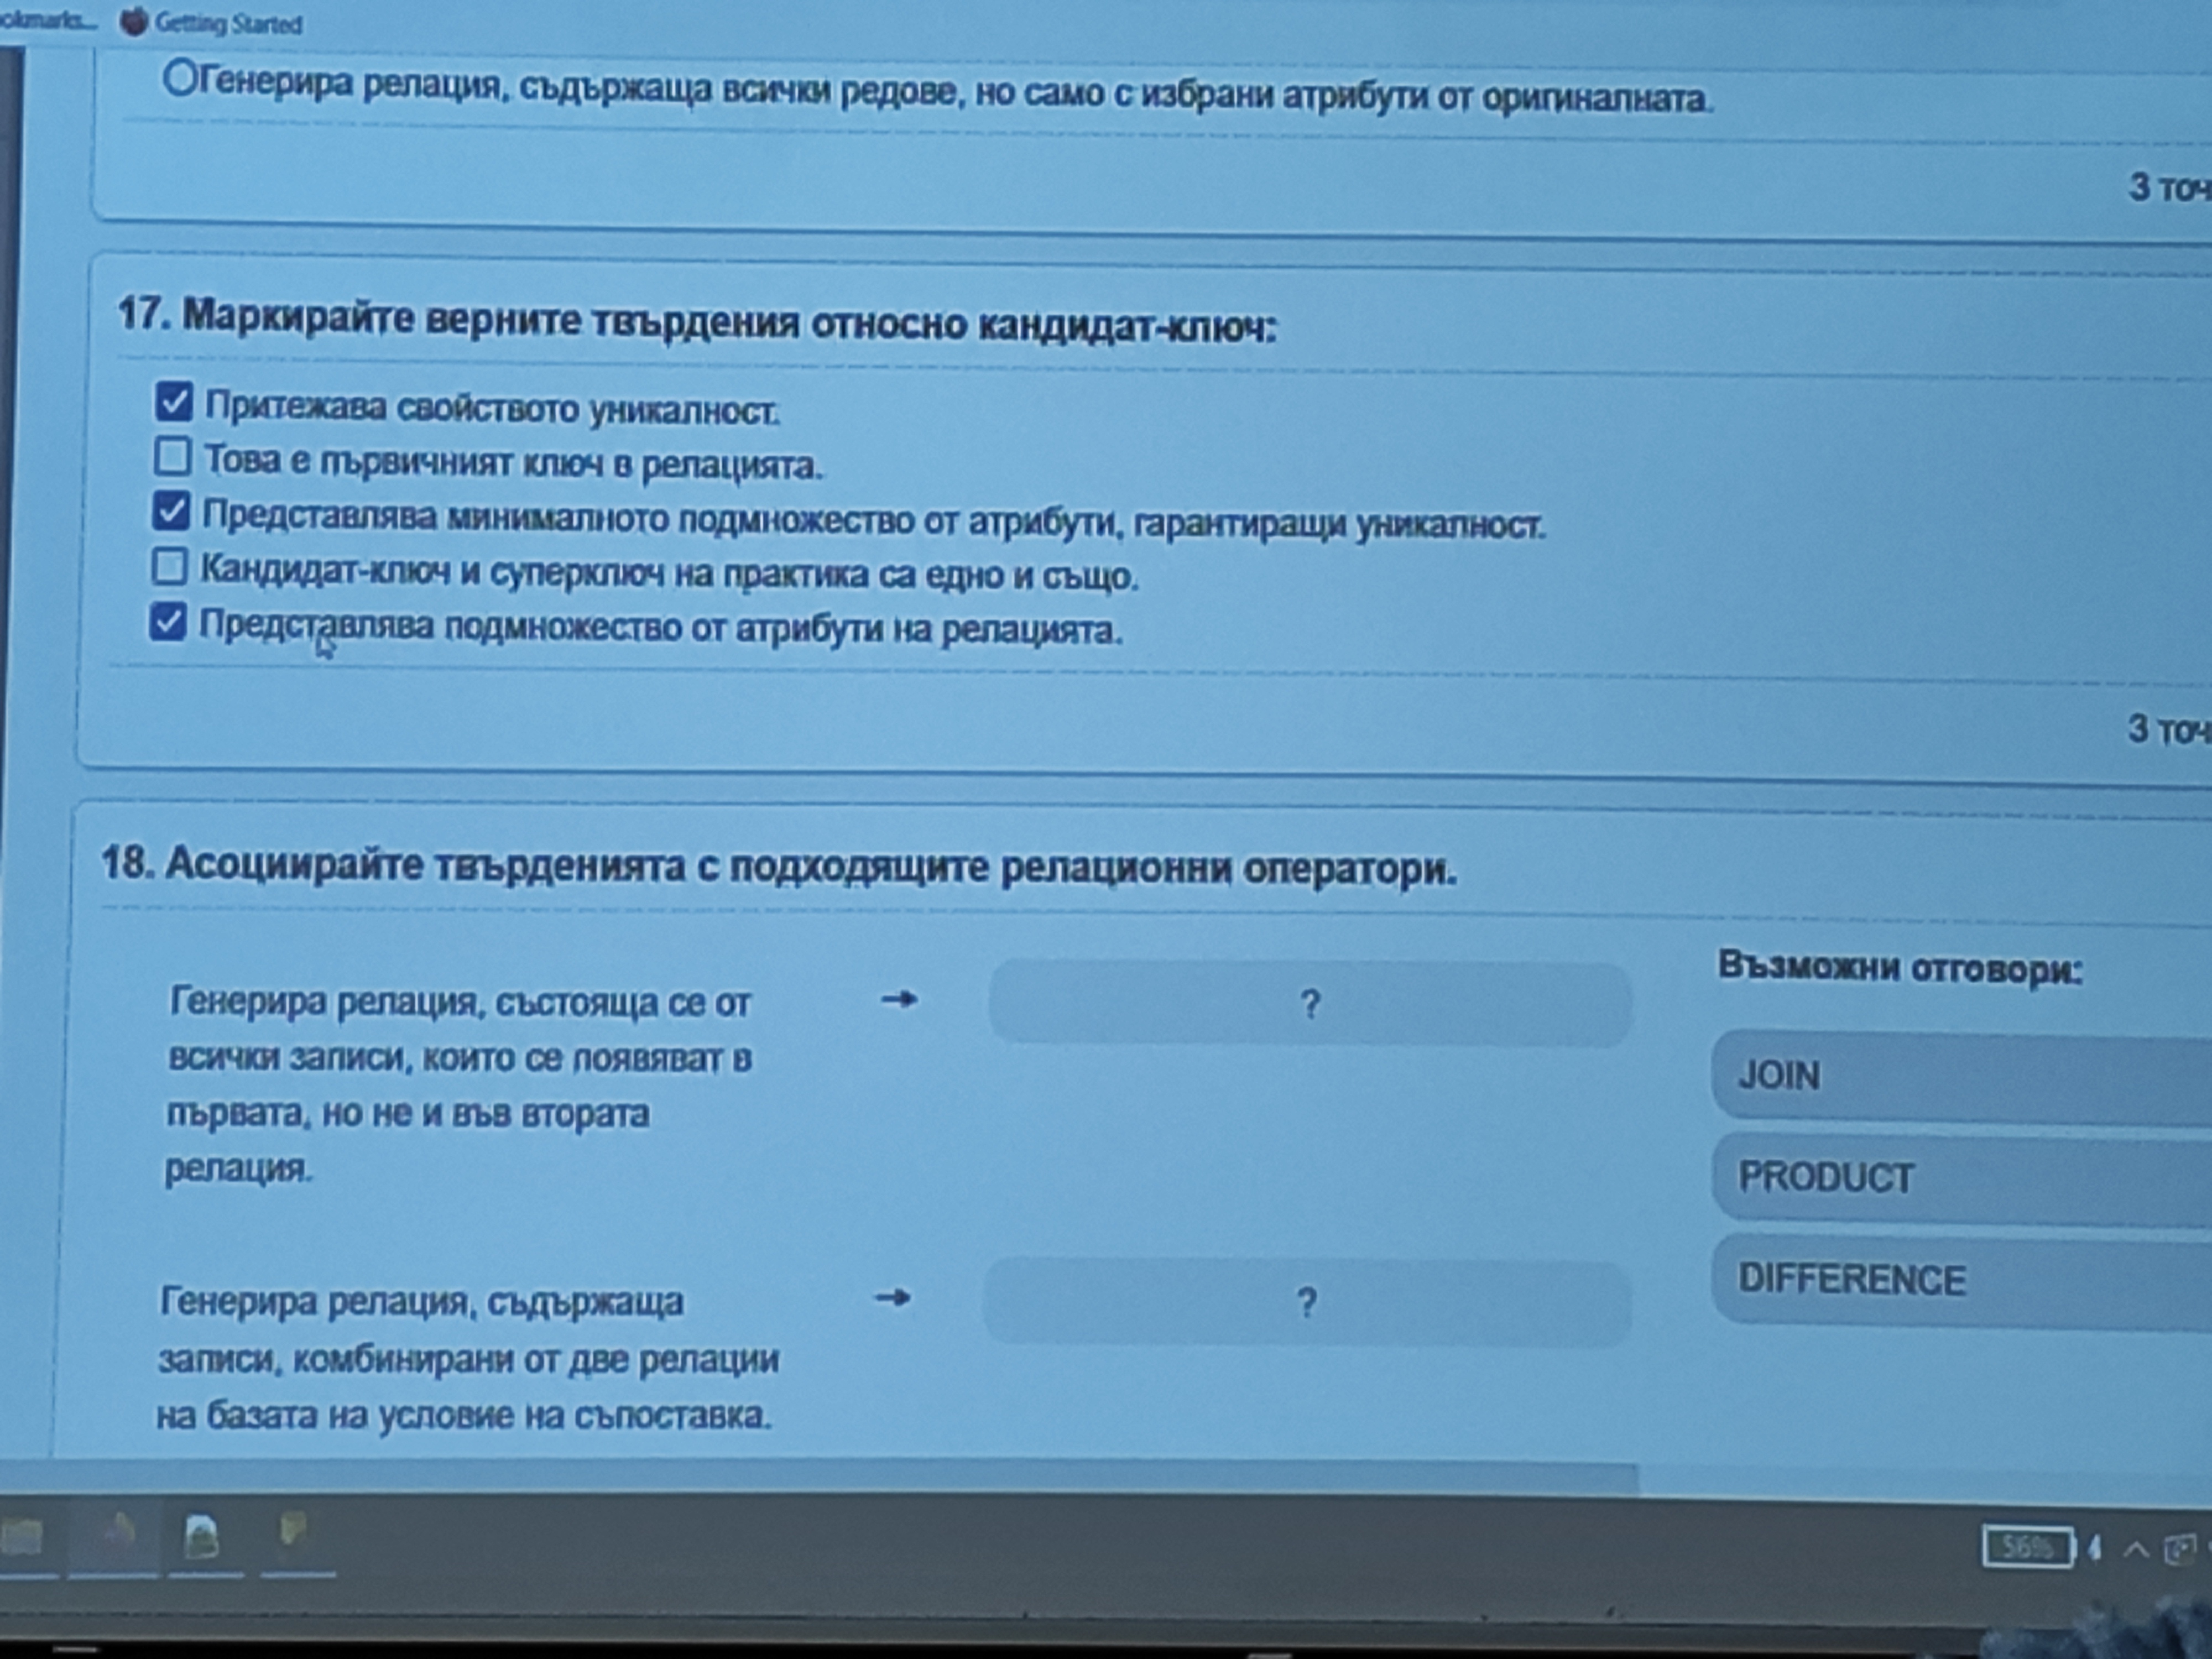 Getting Started
Генерира релация, съдържаща всички редове, но само с избрани атрибути от оригиналната.
3 точ
17. Маркирайте верните твърдения относно кандидат-ключ:
Притежава свойството уникалност.
Това е първичният ключ в релацията.
Представлява минималното подмножество от атрибути, гарантиращи уникалност.
Кандидат-ключ и суперключ на практика са едно и също.
Представлява подмножество от атрибути на релацията.
3 точ
18. Асоциирайте твърденията с подходящите релационни оператори.
Генерира релация, състояща се от
всички записи, които се появяват в
първата, но не и във втората
релация.
→
?
Генерира релация, съдържаща
записи, комбинирани от две релации
на базата на условие на съпоставка.
→
?
Възможни отговори:
JOIN
PRODUCT
DIFFERENCE
56%